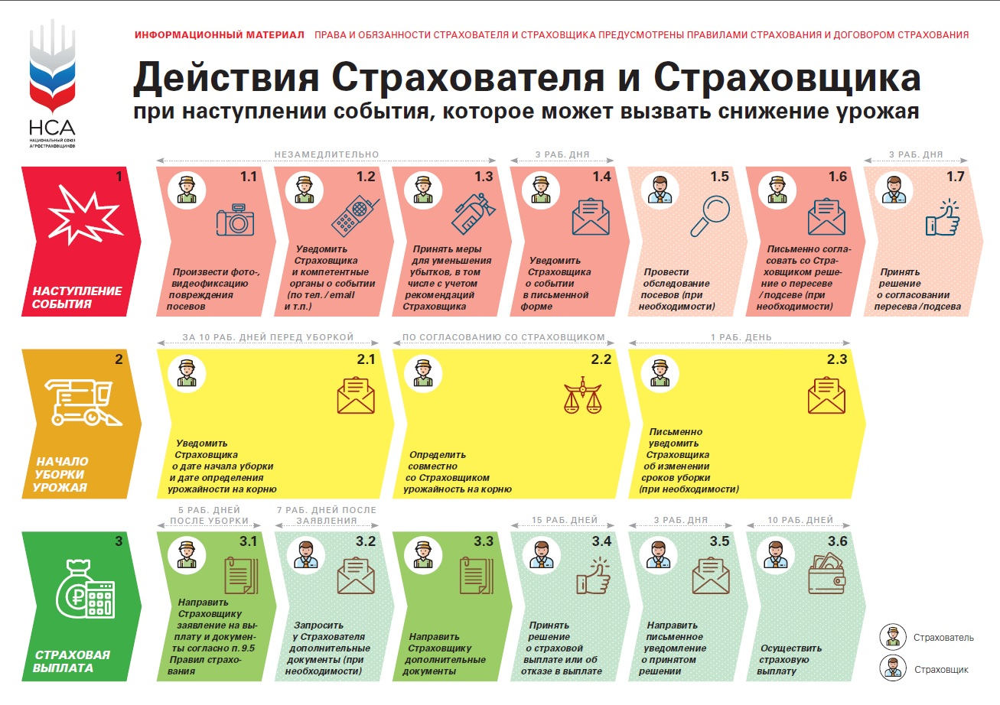 ИНФОРМАЦИОННЫЙ МАТЕРИАЛ ПРАВА И ОБЯЗАННОСТИ СТРАХОВАТЕЛЯ И СТРАХОВЩИКА ПРЕДУСМОТРЕНЫ ПРАВИЛАМИ СТРАХОВАНИЯ И ДОГОВОРОМ СТРАХОВАНИЯ
Действия Страхователя и Страховщика
при наступлении события, которое может вызвать снижение урожая
НСА
НАЦИОНАЛЬНЫЙ СОЮЗ
АГРОСТРАХОВЩИКОВ
1
НАСТУПЛЕНИЕ
СОБЫТИЯ
НЕЗАМЕДЛИТЕЛЬНО
1.1
Произвести фото-,
видеофиксацию
повреждения
посевов
1.2
Уведомить
Страховщика
и компетентные
органы о событии
(по тел. / email
и т.п.)
1.3
Принять меры
для уменьшения
убытков, в том
числе с учетом
рекомендаций
Страховщика
3 РАБ. ДНЯ
1.4
Уведомить
Страховщика
о событии
в письменной
форме
1.5
Провести
обследование
посевов (при
необходимости)
1.6
Письменно согла-
совать со Стра-
ховщиком реше-
ние о пересеве
/ подсеве (при
необходимости)
3 РАБ. ДНЯ
1.7
Принять
решение
о согласовании
пересева /подсева
2
НАЧАЛО
УБОРКИ
УРОЖАЯ
ЗА 10 РАБ. ДНЕЙ ПЕРЕД УБОРКОЙ
2.1
Уведомить
Страховщика
о дате начала уборки
и дате определения
урожайности на корню
ПО СОГЛАСОВАНИЮ СО СТРАХОВЩИКОМ
2.2
Определить
совместно
со Страховщиком
урожайность на корню
1 РАБ. ДЕНЬ
2.3
Письменно
уведомить
Страховщика
об изменении
сроков уборки
(при необходимости)
3
СТРАХОВАЯ
ВЫПЛАТА
5 РАБ. ДНЕЙ
ПОСЛЕ УБОРКИ
3.1
Направить
Страховщику
заявление на вы-
плату и докумен-
ты согласно п.9.5
Правил страхо-
вания
7 РАБ. ДНЕЙ ПОСЛЕ
ЗАЯВЛЕНИЯ
3.2
Запросить
у Страхователя
дополнительные
документы (при
необходимости)
3.3
Направить
Страховщику
дополнительные
документы
15 РАБ. ДНЕЙ
3.4
Принять
решение
о страховой
выплате или об
отказе в выплате
3 РАБ. ДНЯ
3.5
Направить
письменное
уведомление
о принятом
решении
10 РАБ. ДНЕЙ
3.6
Осуществить
страховую
выплату
Страхователь
Страховщик